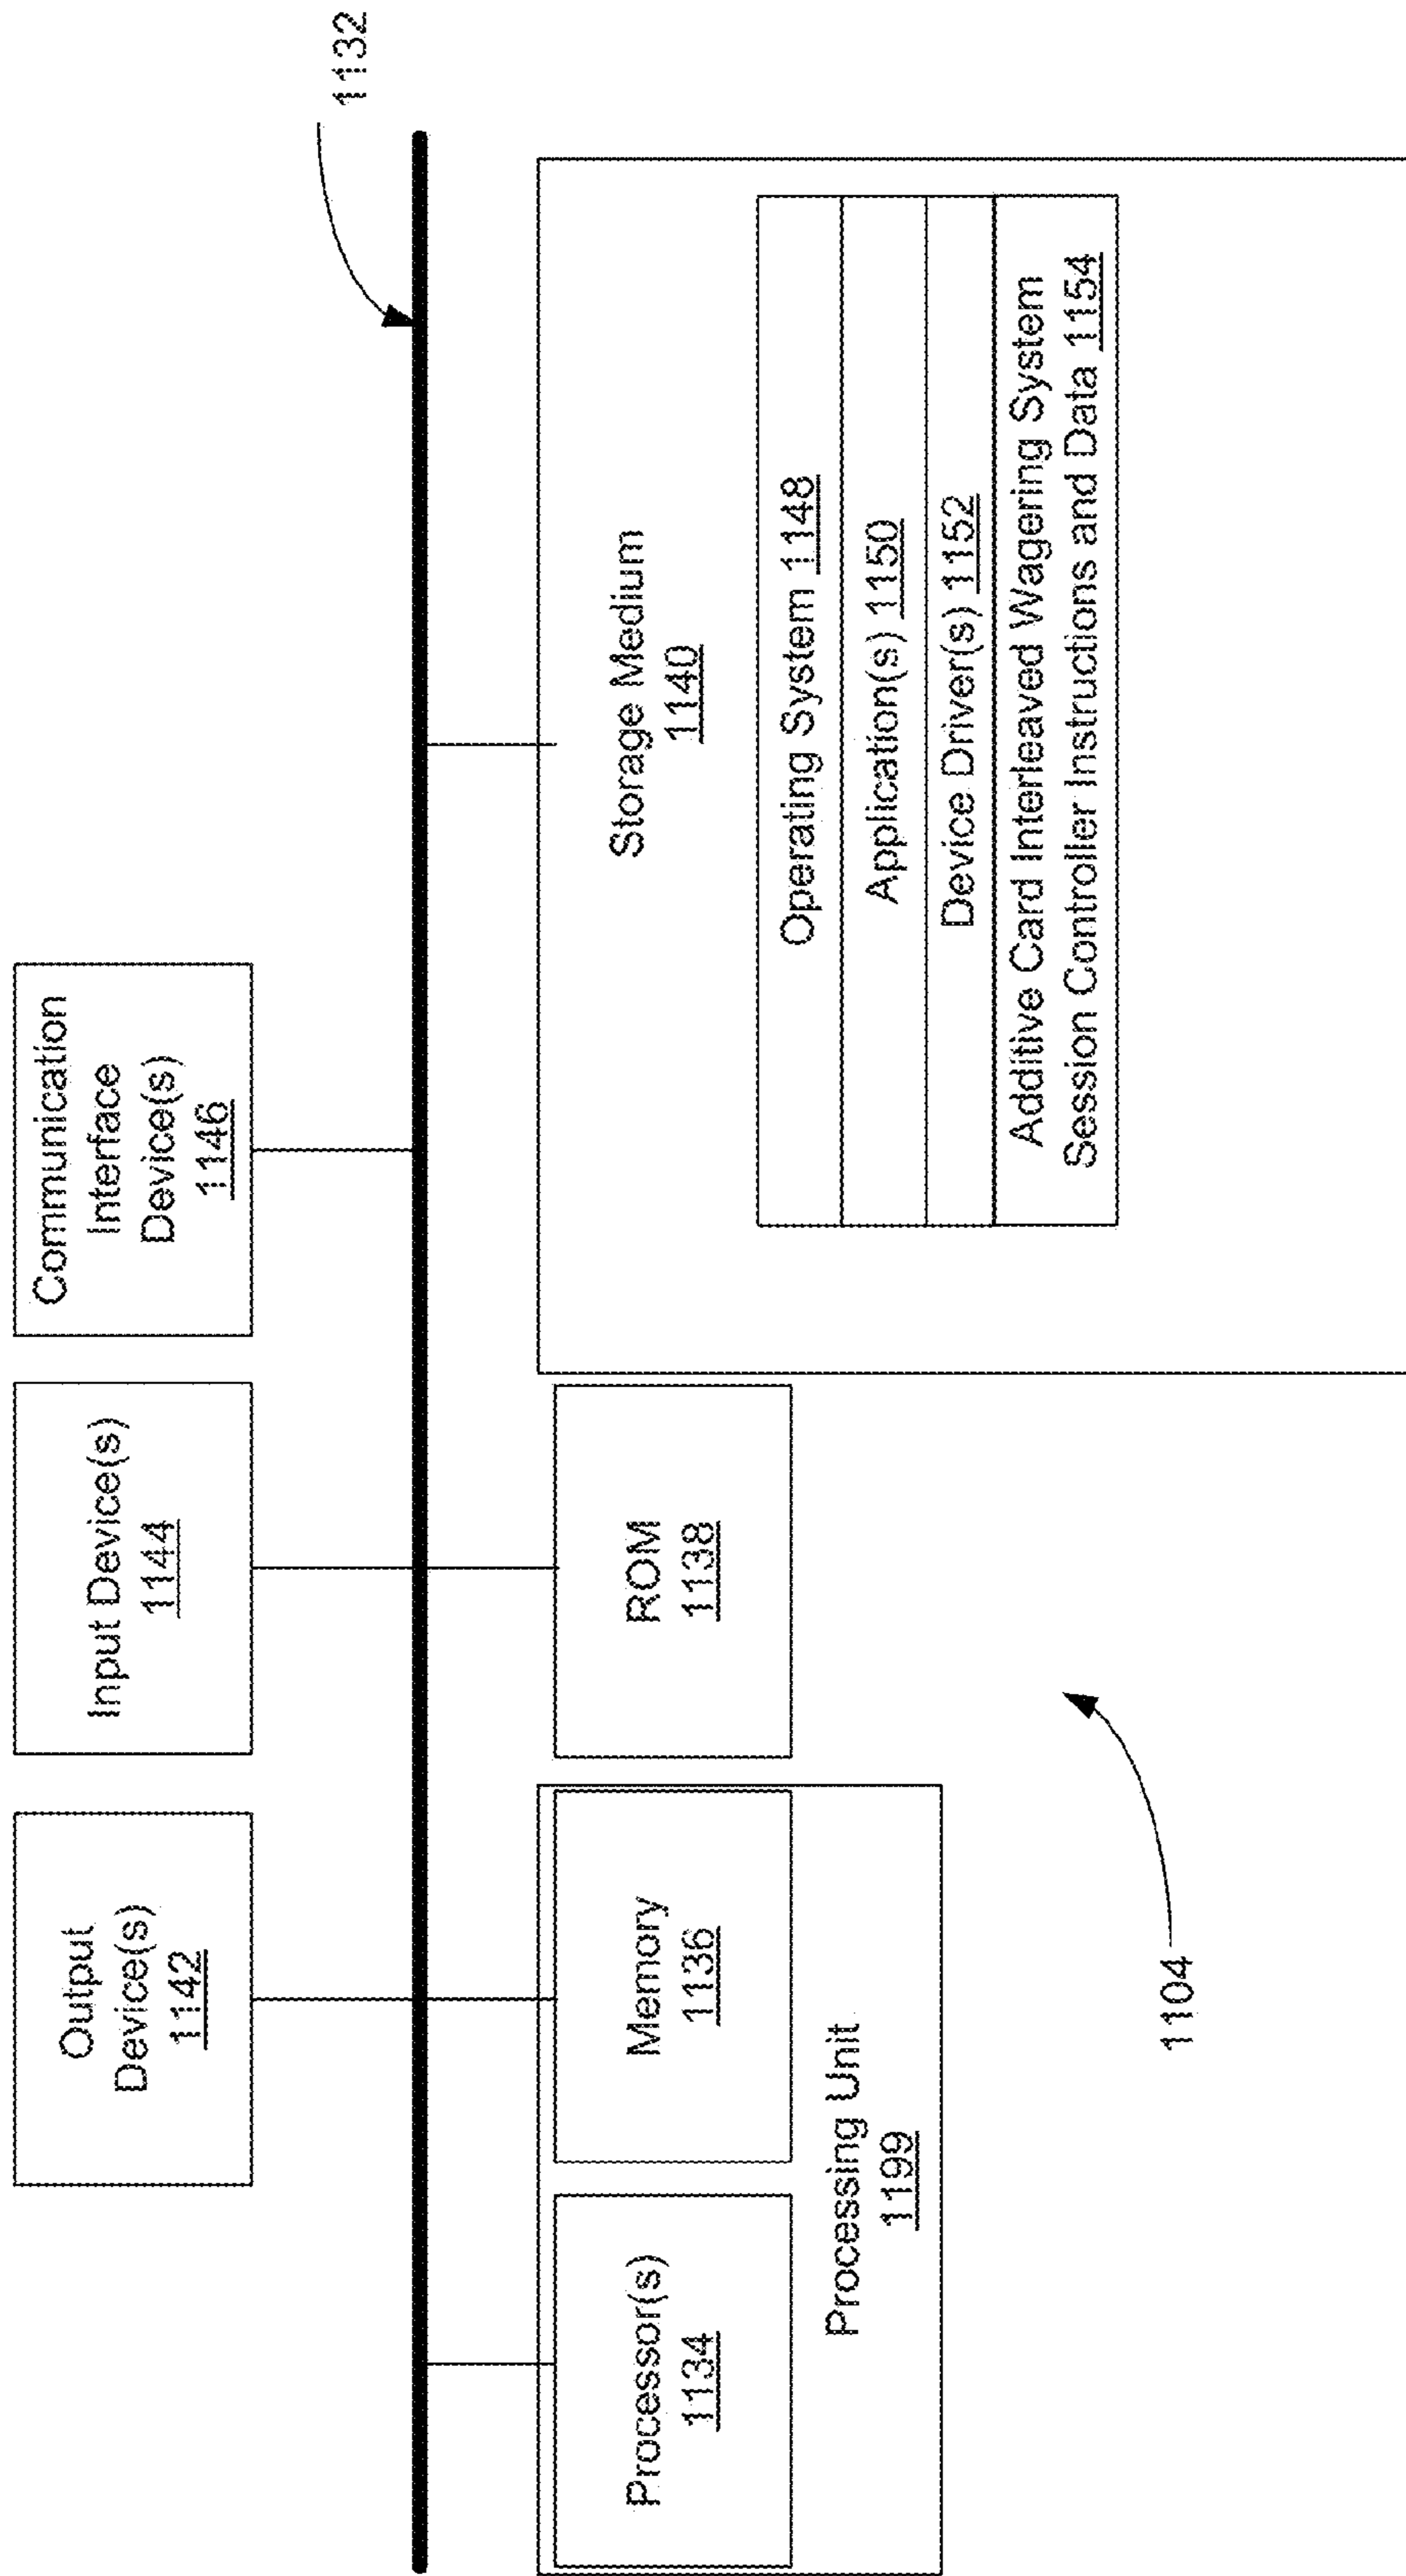 1132
Output
Device(s)
1142
Input Device(s)
1144
Communication
Interface
Device(s)
1146
Processor(s)
1134
Memory
1136
Processing Unit
1199
ROM
1138
Storage Medium
1140
Operating System 1148
Application(s) 1150
Device Driver(s) 1152
Additive Card Interleaved Wagering System
Session Controller Instructions and Data 1154
1104